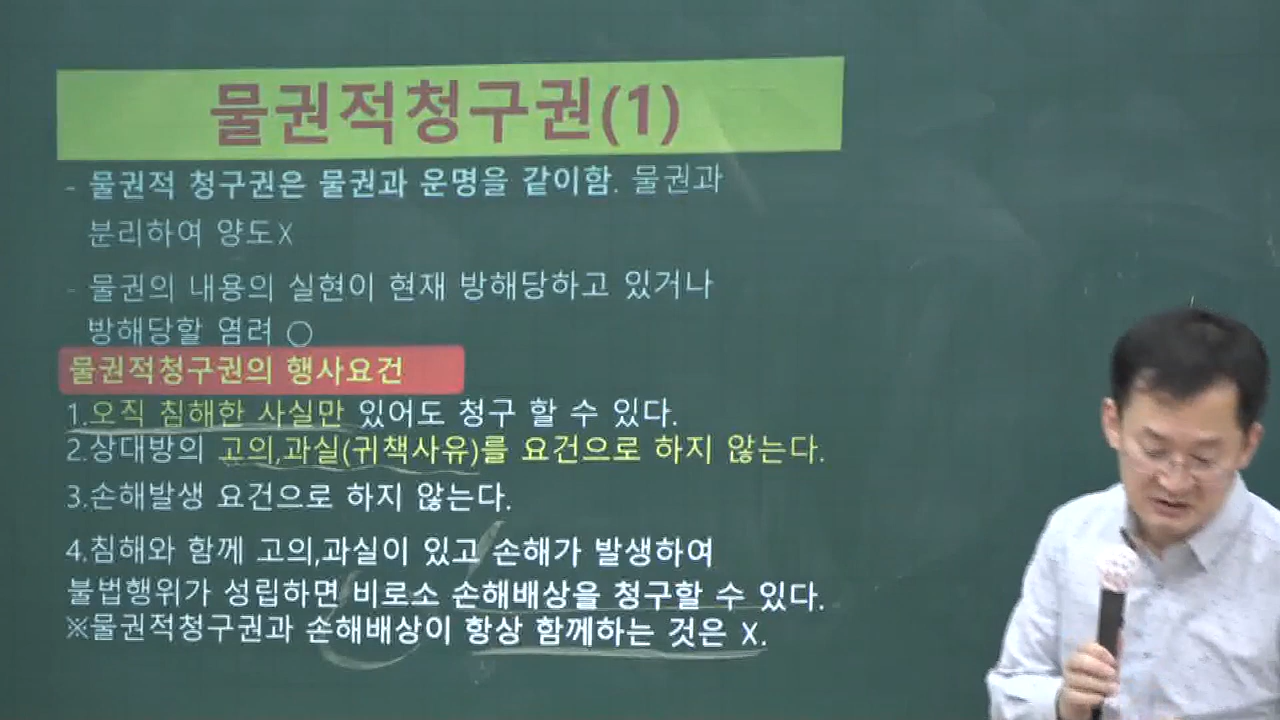 물권적청구권(1)
- 물권적 청구권은 물권과 운명을 같이함. 물권과
분리하여 양도X
- 물권의 내용의 실현이 현재 방해당하고 있거나
방해당할 염려 ○
물권적청구권의 행사요건
1.오직 침해한 사실만 있어도 청구 할 수 있다.
2.상대방의 고의,과실(귀책사유)를 요건으로 하지 않는다.
3.손해발생 요건으로 하지 않는다.
4.침해와 함께 고의,과실이 있고 손해가 발생하여
불법행위가 성립하면 비로소 손해배상을 청구할 수 있다.
※물권적청구권과 손해배상이 항상 함께하는 것은 X.